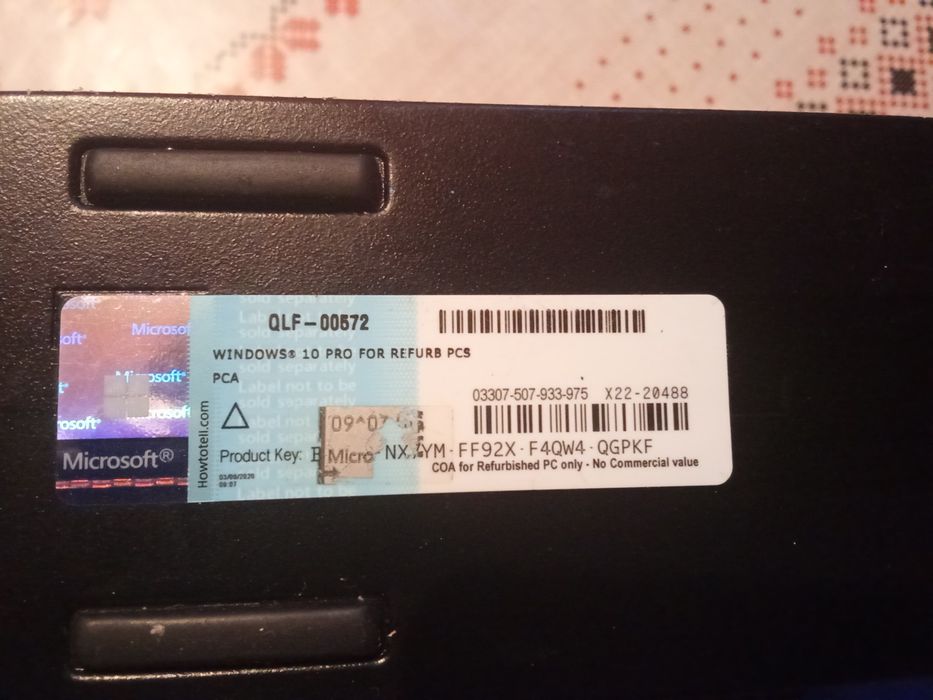 Microsoft
Microsoft®
Microsoft®
Howtotell.com
QLF-00572
WINDOWS® 10 PRO FOR REFURB PCS
PCA
sold separately
Label not to be
sold separately
03307-507-933-975 X22-20488
Product Key: Micro FF92X-F4QW4-QGPKF
COA for Refurbished PC only - No Commercial value
09:07